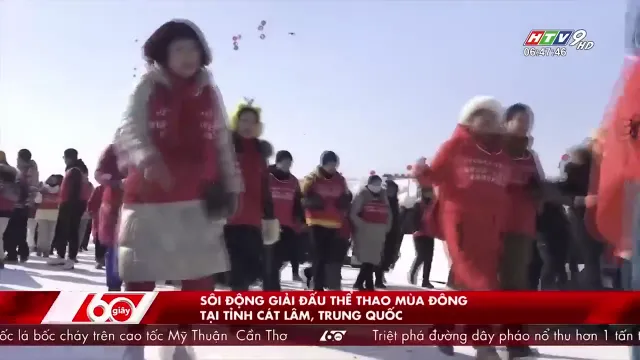 HTV9 HD
06:47:46
60 giây
SÔI ĐỘNG GIẢI ĐẤU THỂ THAO MÙA ĐÔNG
TẠI TỈNH CÁT LÂM, TRUNG QUỐC
ốc lá bốc cháy trên cao tốc Mỹ Thuận Cần Thơ Triệt phá đường dây pháo nổ thu hơn 1 tấn